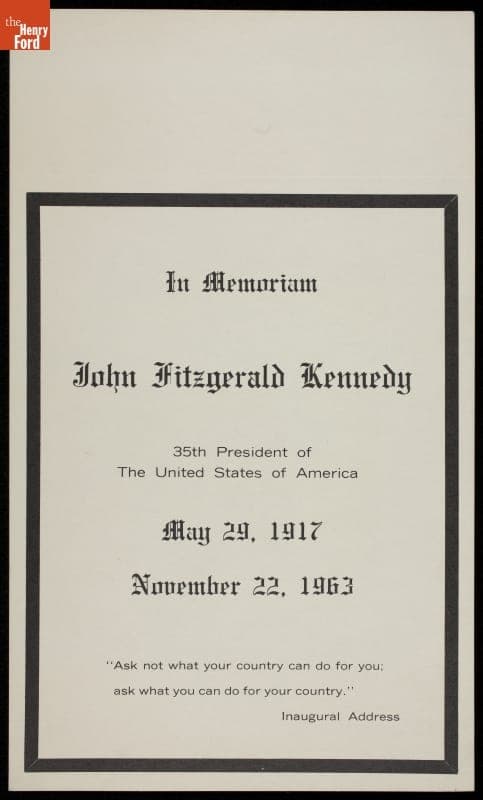 the
Henry
Ford
In Memoriam
John Fitzgerald Kennedy
35th President of
The United States of America
May 29, 1917
November 22, 1963
"Ask not what your country can do for you;
ask what you can do for your country."
Inaugural Address